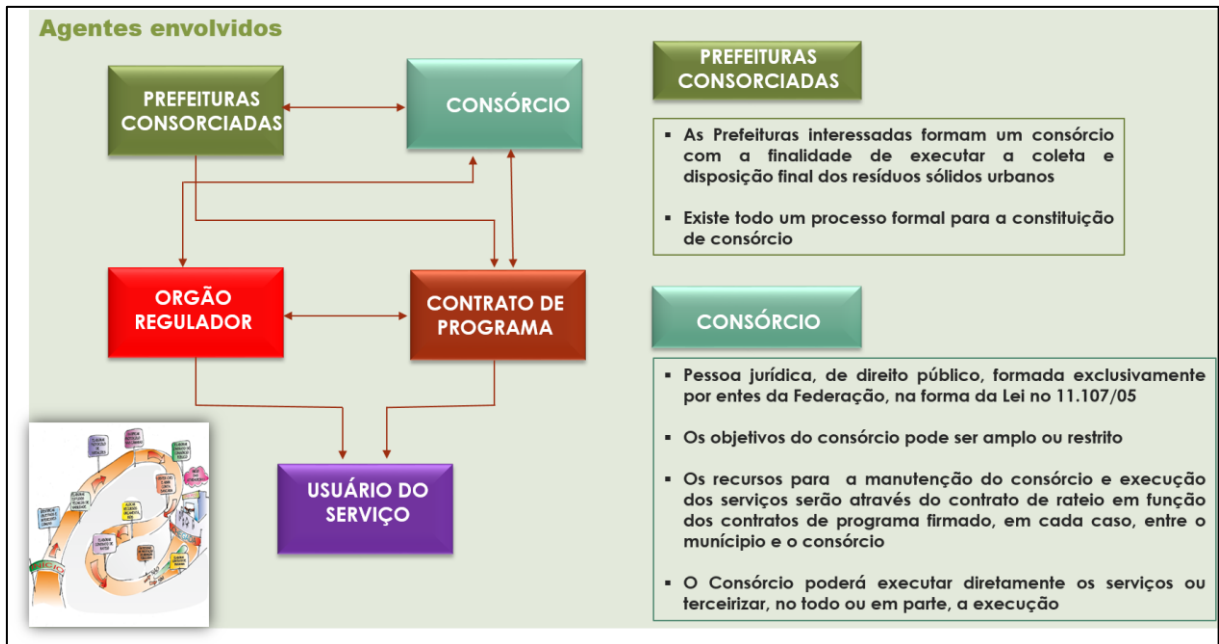 Agentes envolvidos
PREFEITURAS
CONSORCIADAS
CONSÓRCIO
ORGÃO
REGULADOR
CONTRATO DE
PROGRAMA
USUÁRIO DO
SERVIÇO
PREFEITURAS
CONSORCIADAS
▪ As Prefeituras interessadas formam um consórcio
com a finalidade de executar a coleta e
disposição final dos resíduos sólidos urbanos
▪ Existe todo um processo formal para a constituição
de consórcio
CONSÓRCIO
▪ Pessoa jurídica, de direito público, formada exclusivamente
por entes da Federação, na forma da Lei no 11.107/05
▪ Os objetivos do consórcio pode ser amplo ou restrito
▪ Os recursos para a manutenção do consórcio e execução
dos serviços serão através do contrato de rateio em função
dos contratos de programa firmado, em cada caso, entre o
munícipio e o consórcio
▪ O Consórcio poderá executar diretamente os serviços ou
terceirizar, no todo ou em parte, a execução